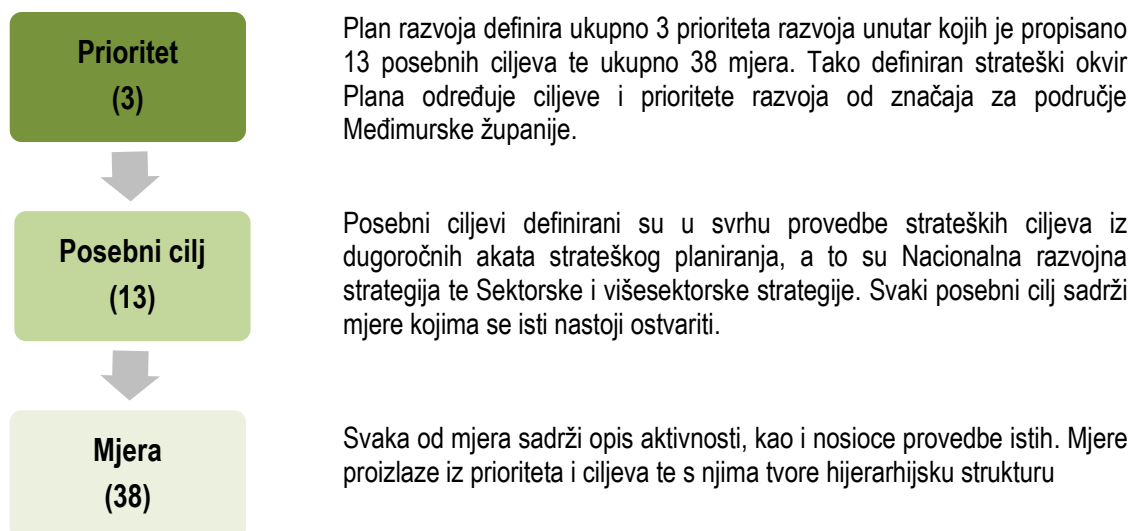 Prioritet
(3)
Plan razvoja definira ukupno 3 prioriteta razvoja unutar kojih je propisano
13 posebnih ciljeva te ukupno 38 mjera. Tako definiran strateški okvir
Plana određuje ciljeve i prioritete razvoja od značaja za područje
Međimurske županije.
Posebni cilj
(13)
Posebni ciljevi definirani su u svrhu provedbe strateških ciljeva iz
dugoročnih akata strateškog planiranja, a to su Nacionalna razvojna
strategija te Sektorske i višesektorske strategije. Svaki posebni cilj sadrži
mjere kojima se isti nastoji ostvariti.
Mjera
(38)
Svaka od mjera sadrži opis aktivnosti, kao i nosioce provedbe istih. Mjere
proizlaze iz prioriteta i ciljeva te s njima tvore hijerarhijsku strukturu